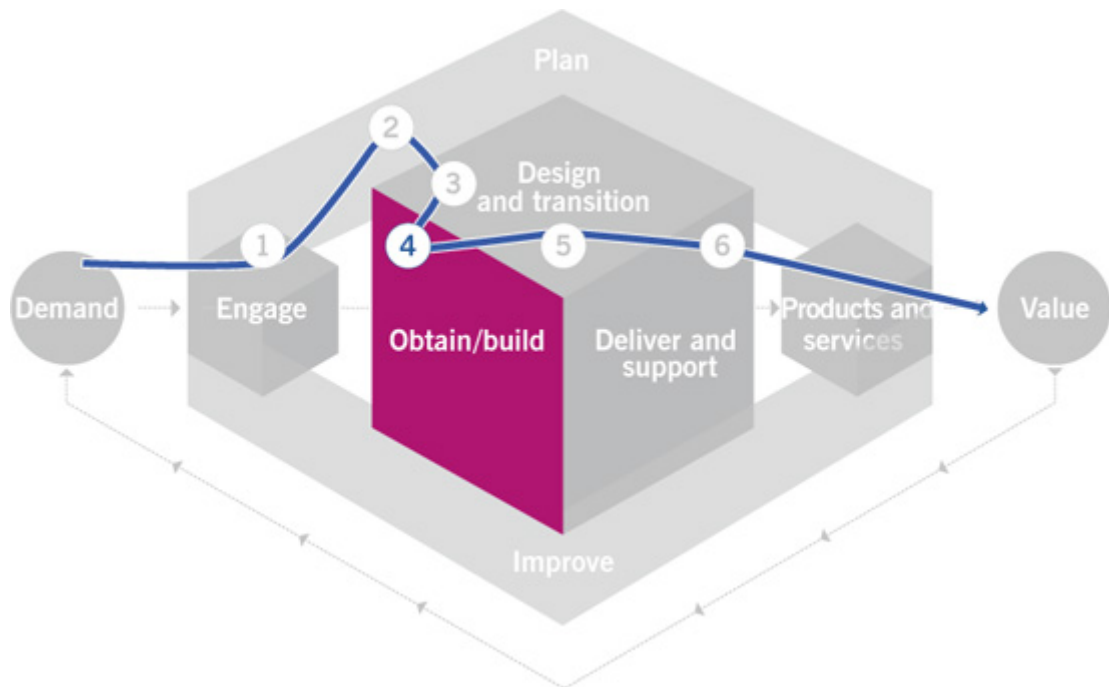 Plan
2
3
Design
and transition
1
4
5
6
Demand
Engage
Obtain/build
Deliver and
support
Products and
services
Value
Improve